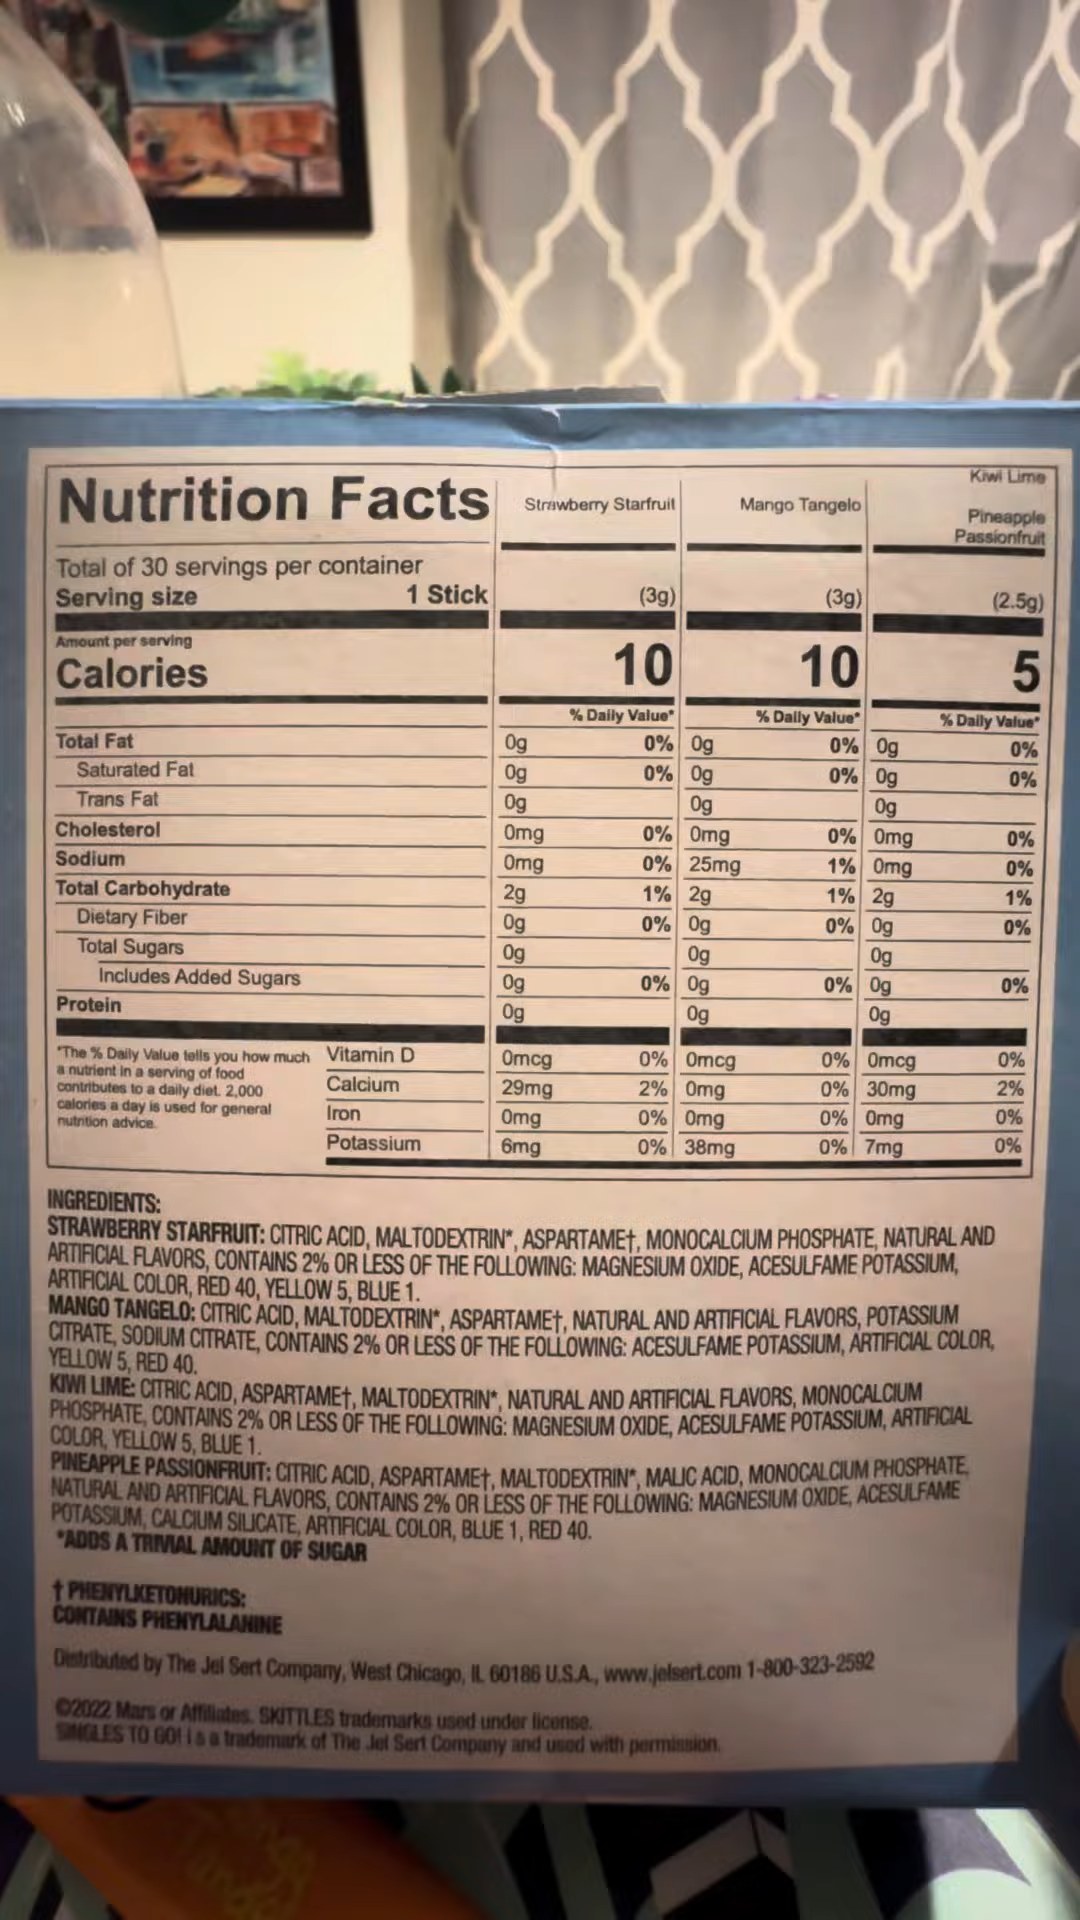 Nutrition Facts
Strawberry Starfruit
Mango Tangelo
Kiwi Lime
Pineapple
Passionfruit
Total of 30 servings per container
Serving size 1 Stick (3g) (3g) (2.5g)
Amount per serving
Calories 10 10 5
% Daily Value* % Daily Value* % Daily Value*
Total Fat 0g 0% 0g 0% 0g 0%
Saturated Fat 0g 0% 0g 0% 0g 0%
Trans Fat 0g 0g 0g
Cholesterol 0mg 0% 0mg 0% 0mg 0%
Sodium 0mg 0% 25mg 1% 0mg 0%
Total Carbohydrate 2g 1% 2g 1% 2g 1%
Dietary Fiber 0g 0% 0g 0% 0g 0%
Total Sugars 0g 0g 0g
Includes Added Sugars 0g 0% 0g 0% 0g 0%
Protein 0g 0g 0g
*The % Daily Value tells you how much
a nutrient in a serving of food
contributes to a daily diet. 2,000
calories a day is used for general
nutrition advice.
Vitamin D 0mcg 0% 0mcg 0% 0mcg 0%
Calcium 29mg 2% 0mg 0% 30mg 2%
Iron 0mg 0% 0mg 0% 0mg 0%
Potassium 6mg 0% 38mg 0% 7mg 0%
INGREDIENTS:
STRAWBERRY STARFRUIT: CITRIC ACID, MALTODEXTRIN*, ASPARTAME†, MONOCALCIUM PHOSPHATE, NATURAL AND
ARTIFICIAL FLAVORS, CONTAINS 2% OR LESS OF THE FOLLOWING: MAGNESIUM OXIDE, ACESULFAME POTASSIUM,
ARTIFICIAL COLOR, RED 40, YELLOW 5, BLUE 1.
MANGO TANGELO: CITRIC ACID, MALTODEXTRIN*, ASPARTAME†, NATURAL AND ARTIFICIAL FLAVORS, POTASSIUM
CITRATE, SODIUM CITRATE, CONTAINS 2% OR LESS OF THE FOLLOWING: ACESULFAME POTASSIUM, ARTIFICIAL COLOR,
YELLOW 5, RED 40.
KIWI LIME: CITRIC ACID, ASPARTAME†, MALTODEXTRIN*, NATURAL AND ARTIFICIAL FLAVORS, MONOCALCIUM
PHOSPHATE, CONTAINS 2% OR LESS OF THE FOLLOWING: MAGNESIUM OXIDE, ACESULFAME POTASSIUM, ARTIFICIAL
COLOR, YELLOW 5, BLUE 1.
PINEAPPLE PASSIONFRUIT: CITRIC ACID, ASPARTAME†, MALTODEXTRIN*, MALIC ACID, MONOCALCIUM PHOSPHATE,
NATURAL AND ARTIFICIAL FLAVORS, CONTAINS 2% OR LESS OF THE FOLLOWING: MAGNESIUM OXIDE, ACESULFAME
POTASSIUM, CALCIUM SILICATE, ARTIFICIAL COLOR, BLUE 1, RED 40.
*ADDS A TRIVIAL AMOUNT OF SUGAR
† PHENYLKETONURICS:
CONTAINS PHENYLALANINE
Distributed by The Jel Sert Company, West Chicago, IL 60186 U.S.A., www.jelsert.com 1-800-323-2592
©2022 Mars or Affiliates. SKITTLES trademarks used under license.
SINGLES TO GO! is a trademark of The Jel Sert Company and used with permission.